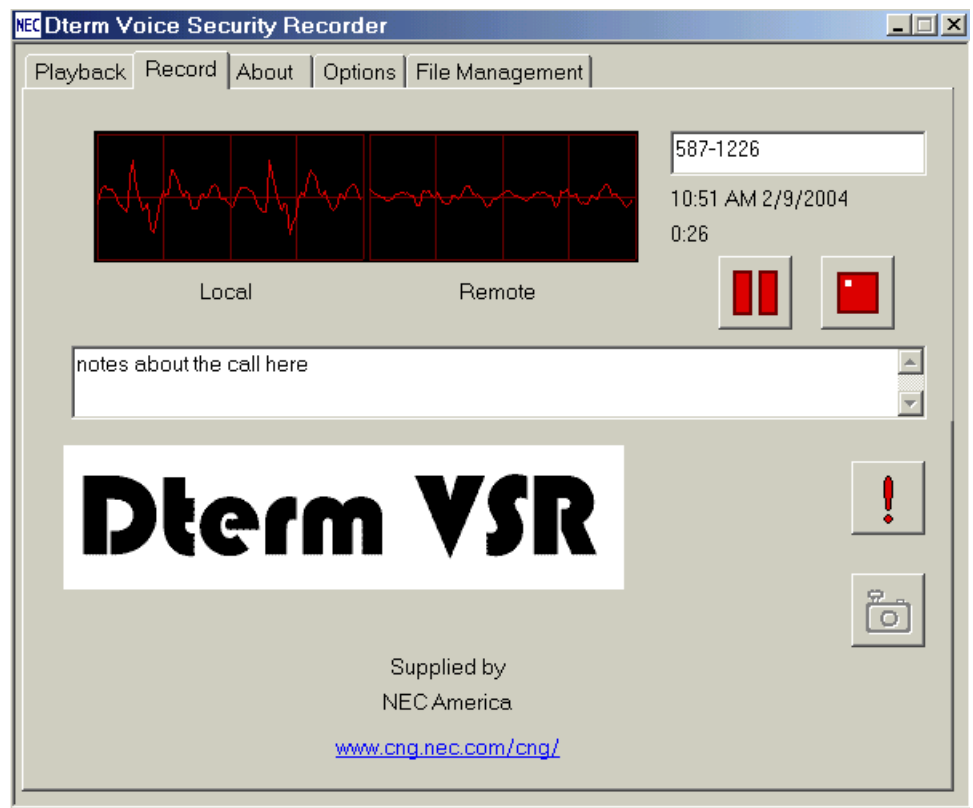 NEC Dterm Voice Security Recorder
Playback Record About Options File Management
587-1226
10:51 AM 2/9/2004
0:26
Local Remote
notes about the call here
Dterm VSR
!
Supplied by
NEC America
www.cng.nec.com/cng/